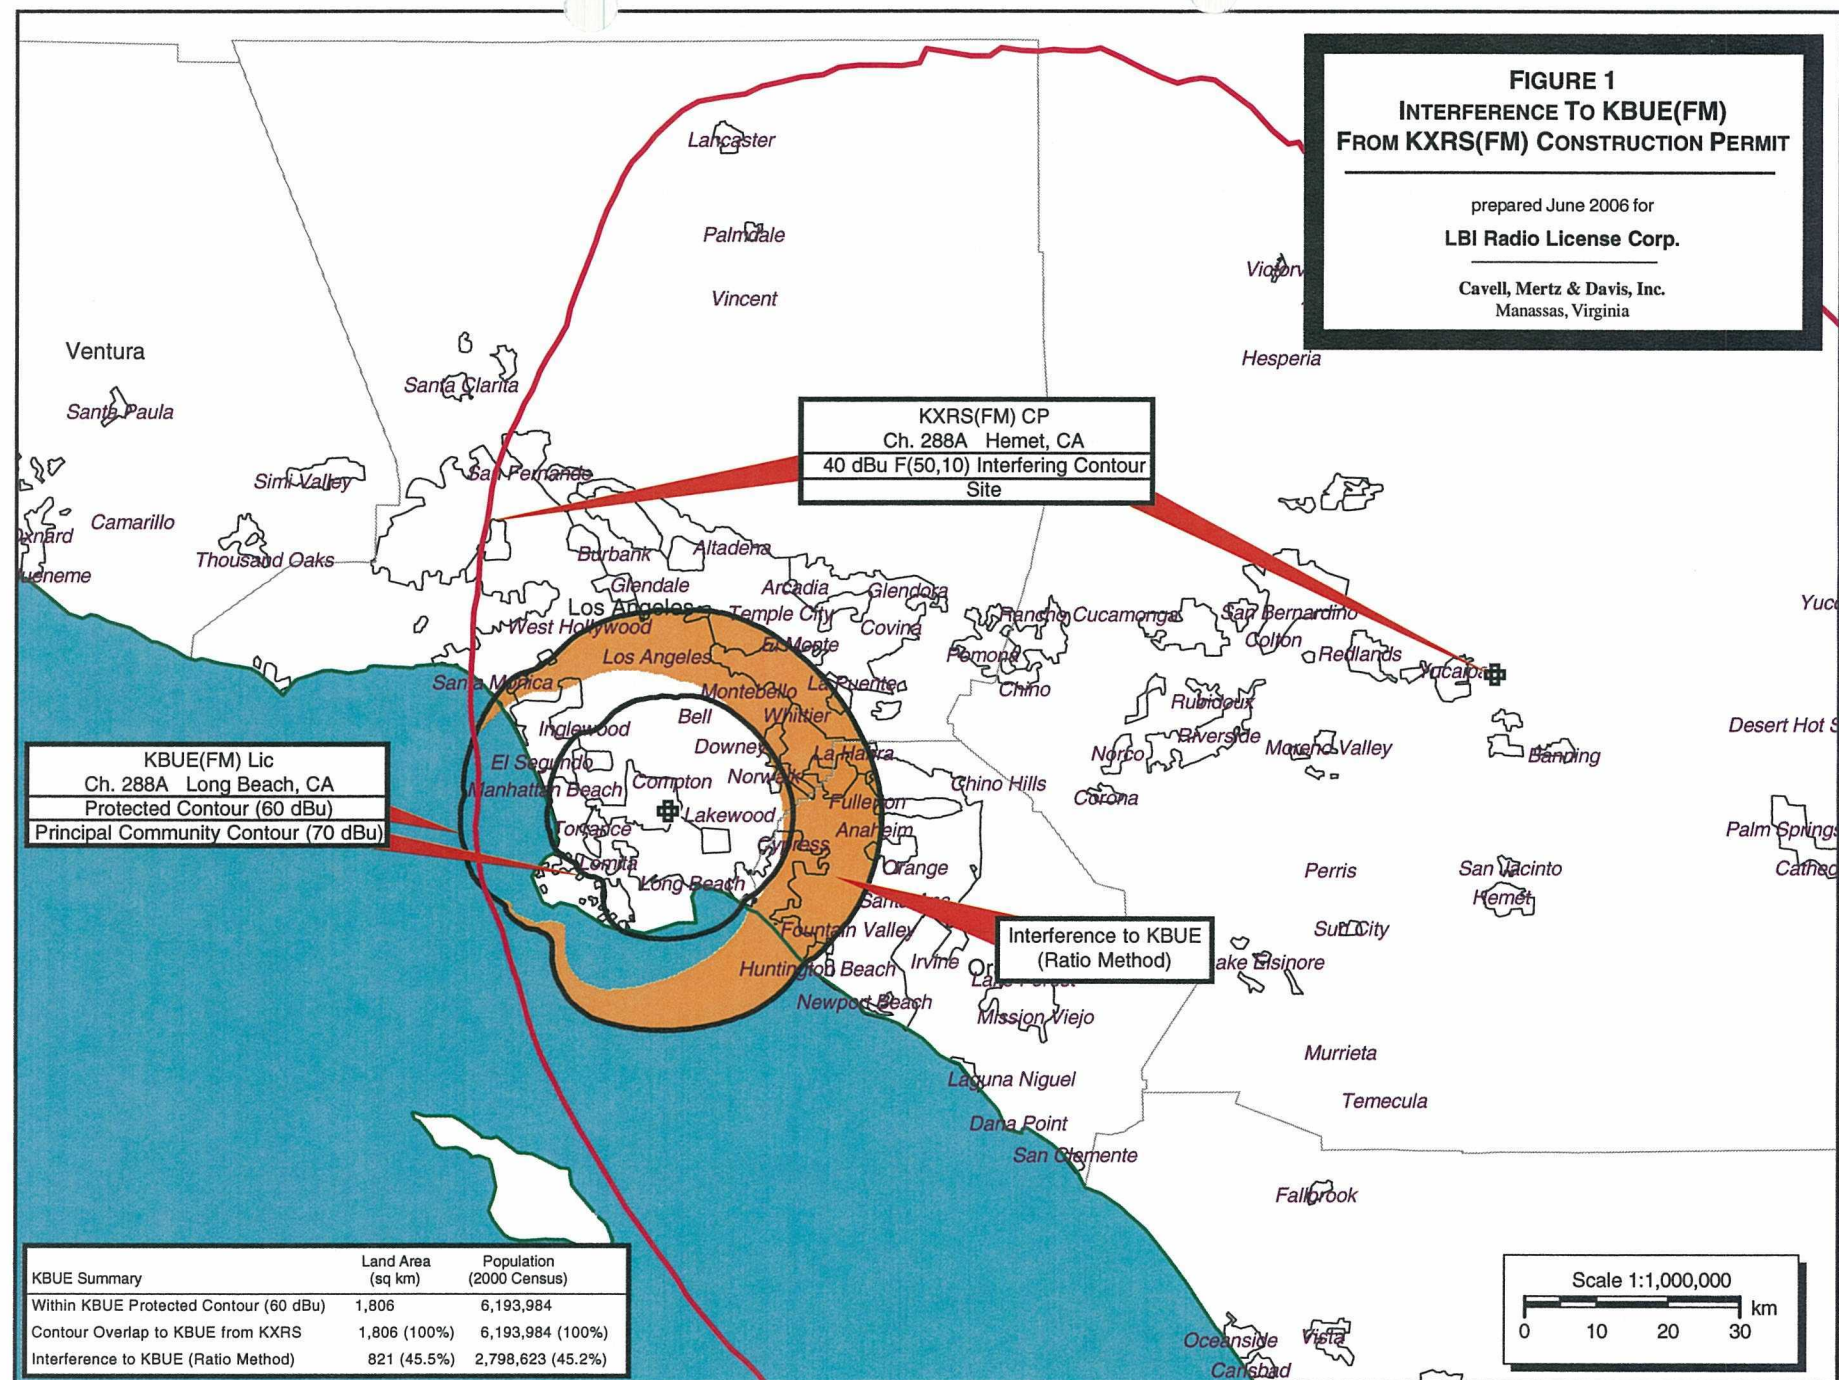 FIGURE 1
INTERFERENCE TO KBUE(FM)
FROM KXRS(FM) CONSTRUCTION PERMIT
prepared June 2006 for
LBI Radio License Corp.
Cavell, Mertz & Davis, Inc.
Manassas, Virginia
Lancaster
Palmdale
Vincent
Hesperia
Ventura
Santa Paula
Santa Clarita
KXRS(FM) CP
Ch. 288A Hemet, CA
40 dBu F(50,10) Interfering Contour
Site
San Fernando
Simi Valley
Camarillo
Thousand Oaks
Burbank
Altadena
Glendale
Arcadia
Glendora
Los Angeles
Temple City
West Hollywood
Covina
Rancho Cucamonga
San Bernardino
Colton
Redlands
Yucaipa
Los Angeles
El Monte
Pomona
Santa Monica
Montebello
La Puente
Chino
Bell
Whittier
Rubidoux
Inglewood
Riverside
Desert Hot S
Downey
La Habra
Norco
Moreno Valley
Banning
El Segundo
Norwalk
Compton
Chino Hills
Manhattan Beach
Corona
Fullerton
Lakewood
Torrance
Anaheim
Palm Springs
Cypress
Lomita
Orange
Perris
San Jacinto
Long Beach
Hemet
Fountain Valley
Sun City
Huntington Beach
Irvine
Newport Beach
Mission Viejo
KBUE(FM) Lic
Ch. 288A Long Beach, CA
Protected Contour (60 dBu)
Principal Community Contour (70 dBu)
Interference to KBUE
(Ratio Method)
Murrieta
Laguna Niguel
Temecula
Dana Point
San Clemente
Fallbrook
Oceanside
Vista
Carlsbad
KBUE Summary Land Area (sq km) Population (2000 Census)
Within KBUE Protected Contour (60 dBu) 1,806 6,193,984
Contour Overlap to KBUE from KXRS 1,806 (100%) 6,193,984 (100%)
Interference to KBUE (Ratio Method) 821 (45.5%) 2,798,623 (45.2%)
Scale 1:1,000,000
km
0 10 20 30